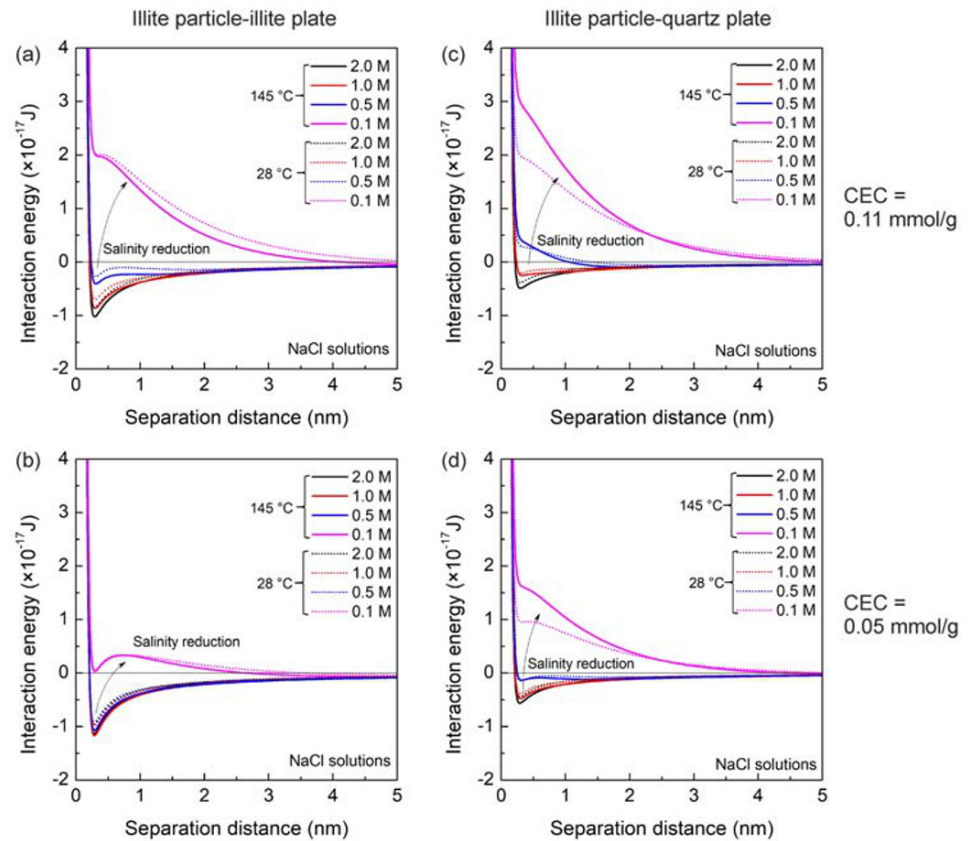 Illite particle-illite plate
Illite particle-quartz plate
(a)
4
3
2
1
0
-1
-2
0 1 2 3 4 5
Interaction energy (×10⁻¹⁷J)
Separation distance (nm)
145 °C
2.0 M
1.0 M
0.5 M
0.1 M
28 °C
2.0 M
1.0 M
0.5 M
0.1 M
Salinity reduction
NaCl solutions
(c)
4
3
2
1
0
-1
-2
0 1 2 3 4 5
Interaction energy (×10⁻¹⁷J)
Separation distance (nm)
145 °C
2.0 M
1.0 M
0.5 M
0.1 M
28 °C
2.0 M
1.0 M
0.5 M
0.1 M
Salinity reduction
NaCl solutions
CEC =
0.11 mmol/g
(b)
4
3
2
1
0
-1
-2
0 1 2 3 4 5
Interaction energy (×10⁻¹⁷J)
Separation distance (nm)
145 °C
2.0 M
1.0 M
0.5 M
0.1 M
28 °C
2.0 M
1.0 M
0.5 M
0.1 M
Salinity reduction
NaCl solutions
(d)
4
3
2
1
0
-1
-2
0 1 2 3 4 5
Interaction energy (×10⁻¹⁷J)
Separation distance (nm)
145 °C
2.0 M
1.0 M
0.5 M
0.1 M
28 °C
2.0 M
1.0 M
0.5 M
0.1 M
Salinity reduction
NaCl solutions
CEC =
0.05 mmol/g